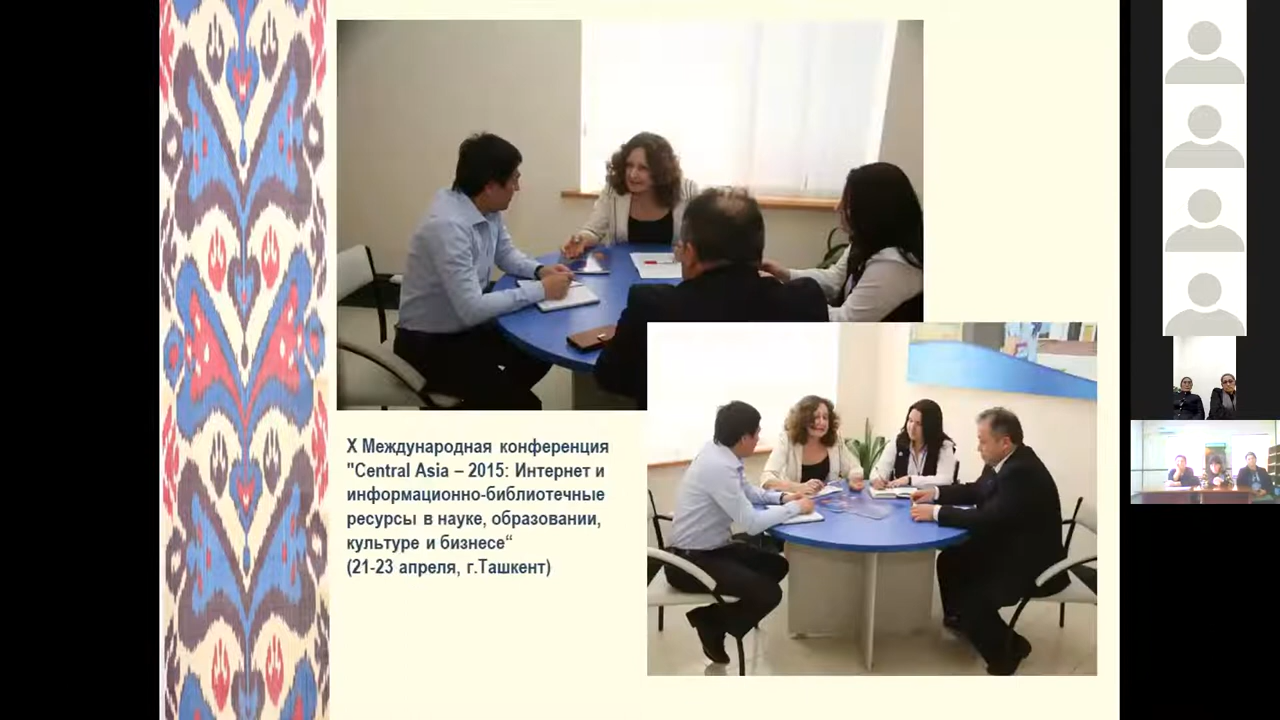 X Международная конференция
"Central Asia – 2015: Интернет и
информационно-библиотечные
ресурсы в науке, образовании,
культуре и бизнесе“
(21-23 апреля, г.Ташкент)